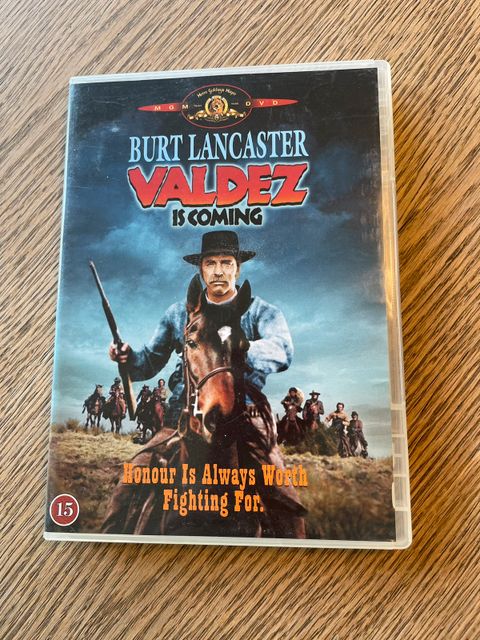 MGM DVD
BURT LANCASTER
VALDEZ
IS COMING
Honour Is Always Worth
Fighting For.
15